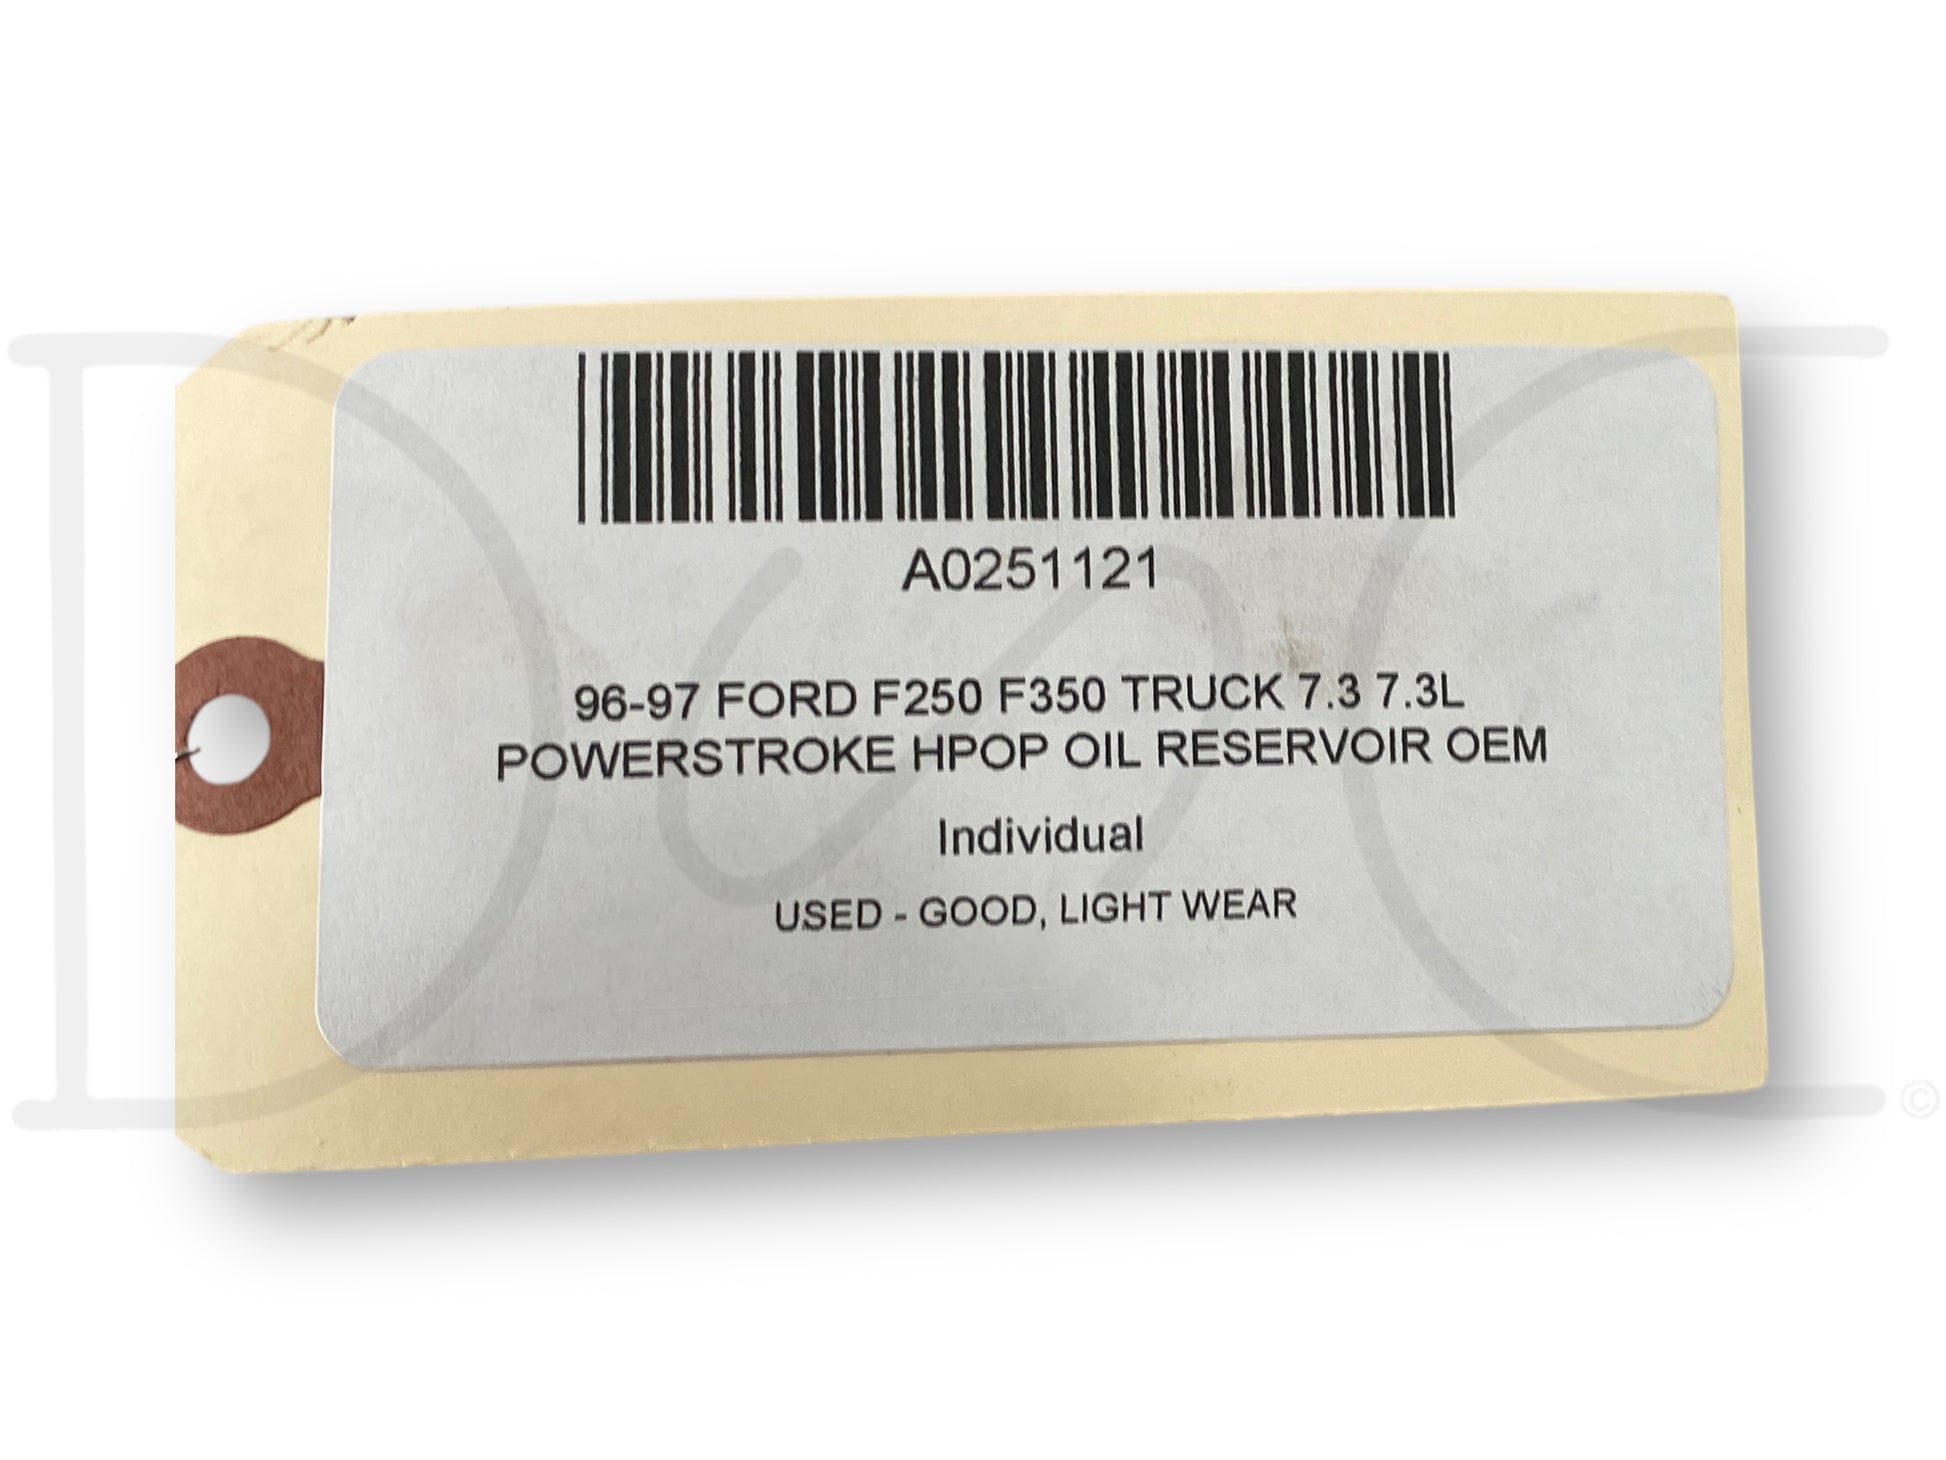 A0251121
96-97 FORD F250 F350 TRUCK 7.3 7.3L
POWERSTROKE HPOP OIL RESERVOIR OEM
Individual
USED - GOOD, LIGHT WEAR
©